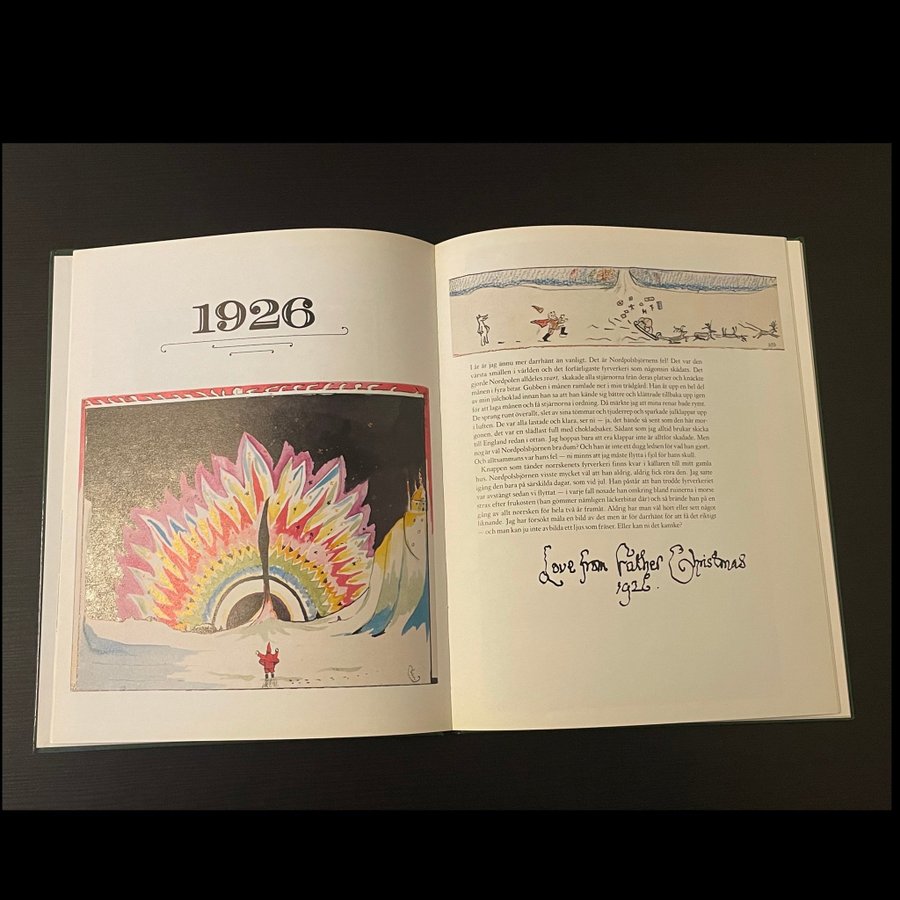 1926
I år är jag ännu mer darrhänt än vanligt. Det är Nordpolsbjörnens fel! Det var den
värsta smällen i världen och det förfärligaste fyrverkeri som någonsin skådats. Det
gjorde Nordpolen alldeles svart, skakade alla stjärnorna från deras platser och knäckte
månen i fyra bitar. Gubben i månen ramlade ner i min trädgård. Han åt upp en hel del
av min julchoklad innan han sa att han kände sig bättre och klättrade tillbaka upp igen
för att laga månen och få stjärnorna i ordning. Då märkte jag att mina renar hade rymt.
De sprang runt överallt, slet av sina tömmar och tjuderrep och sparkade julklappar upp
i luften. De var alla lastade och klara, ser ni — ja, det hände så sent som den här mor-
gonen, det var en slädlast full med chokladsaker. Sådant som jag alltid brukar skicka
till England redan i ottan. Jag hoppas bara att era klappar inte är alltför skadade. Men
nog är väl Nordpolsbjörnen bra dum? Och han är inte ett dugg ledsen för vad han gjort.
Och alltsammans var hans fel — ni minns att jag måste flytta i fjol för hans skull.
Knappen som tänder norrskenets fyrverkeri finns kvar i källaren till mitt gamla
hus. Nordpolsbjörnen visste mycket väl att han aldrig, aldrig fick röra den. Jag satte
igång den bara på särskilda dagar, som vid jul. Han påstår att han trodde fyrverkeriet
var avstängt sedan vi flyttat — i varje fall nosade han omkring bland ruinerna i morse
strax efter frukosten (han gömmer nämligen läckerbitar där) och så brände han på en
gång av allt norrsken för hela två år framåt. Aldrig har man väl hört eller sett något
liknande. Jag har försökt måla en bild av det men är för darrhänt för att få det riktigt
— och man kan ju inte avbilda ett ljus som fräser. Eller kan ni det kanske?
Love from Father Christmas
1926.